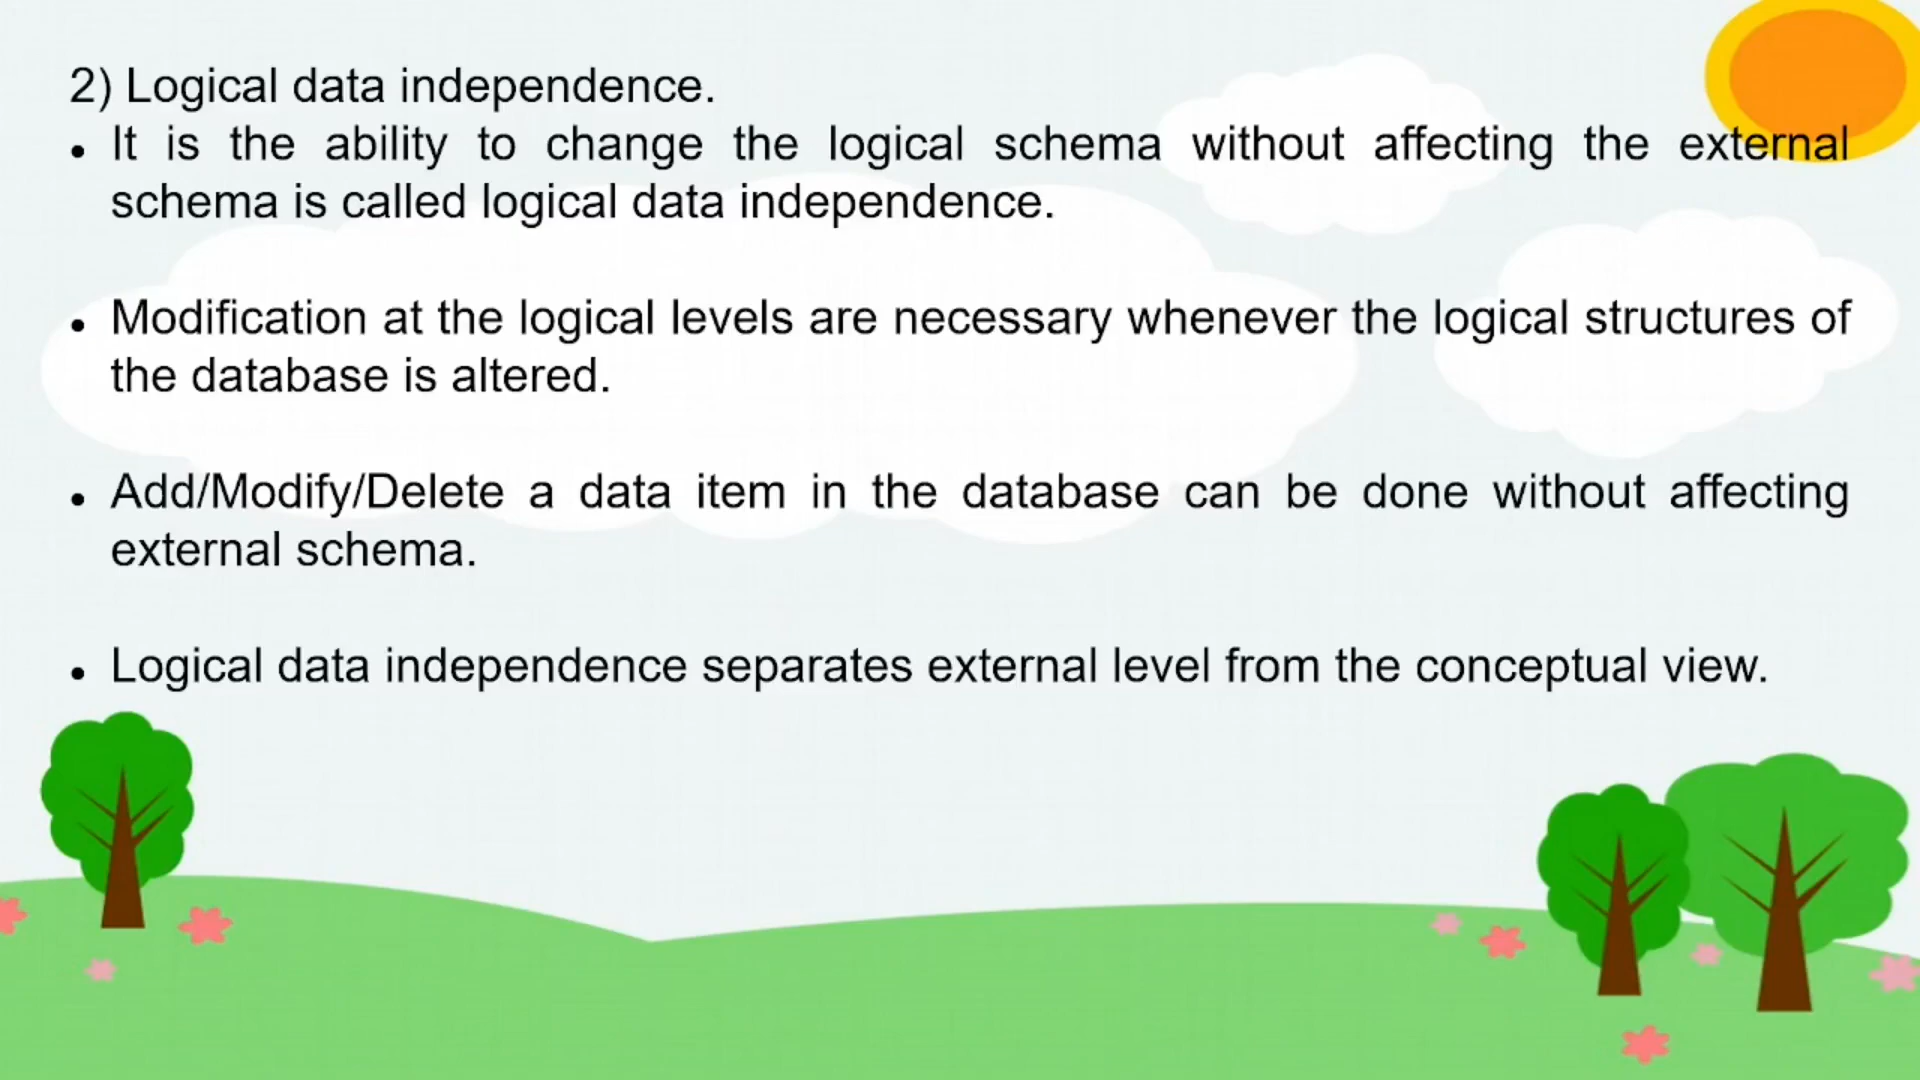 2) Logical data independence.
• It is the ability to change the logical schema without affecting the external
schema is called logical data independence.
• Modification at the logical levels are necessary whenever the logical structures of
the database is altered.
• Add/Modify/Delete a data item in the database can be done without affecting
external schema.
• Logical data independence separates external level from the conceptual view.